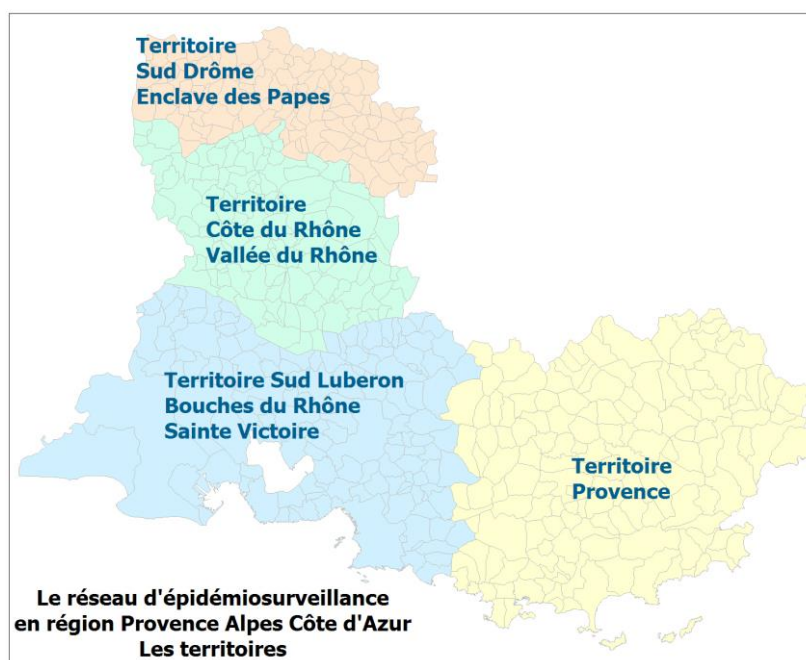 Territoire
Sud Drôme
Enclave des Papes
Territoire
Côte du Rhône
Vallée du Rhône
Territoire Sud Luberon
Bouches du Rhône
Sainte Victoire
Territoire
Provence
Le réseau d'épidémiosurveillance
en région Provence Alpes Côte d'Azur
Les territoires